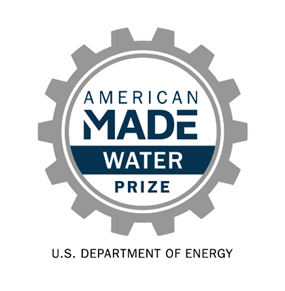 AMERICAN
MADE
WATER
PRIZE
U.S. DEPARTMENT OF ENERGY